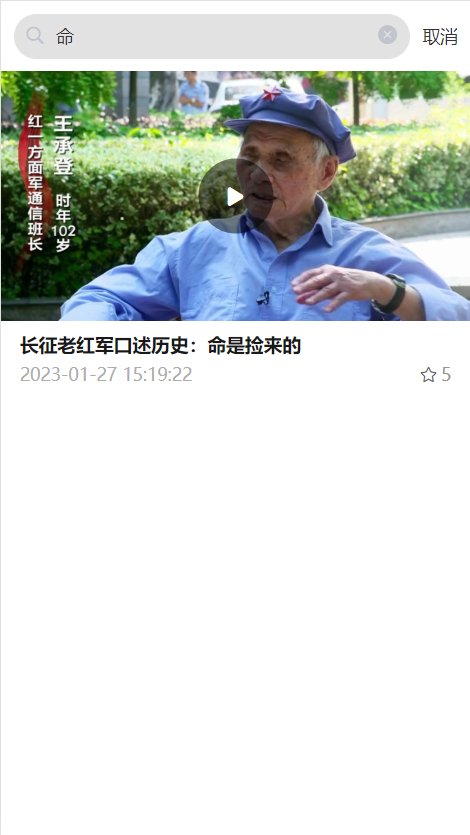 命
取消
王承登 时年102岁
红一方面军通信班长
长征老红军口述历史：命是捡来的
2023-01-27 15:19:22
5